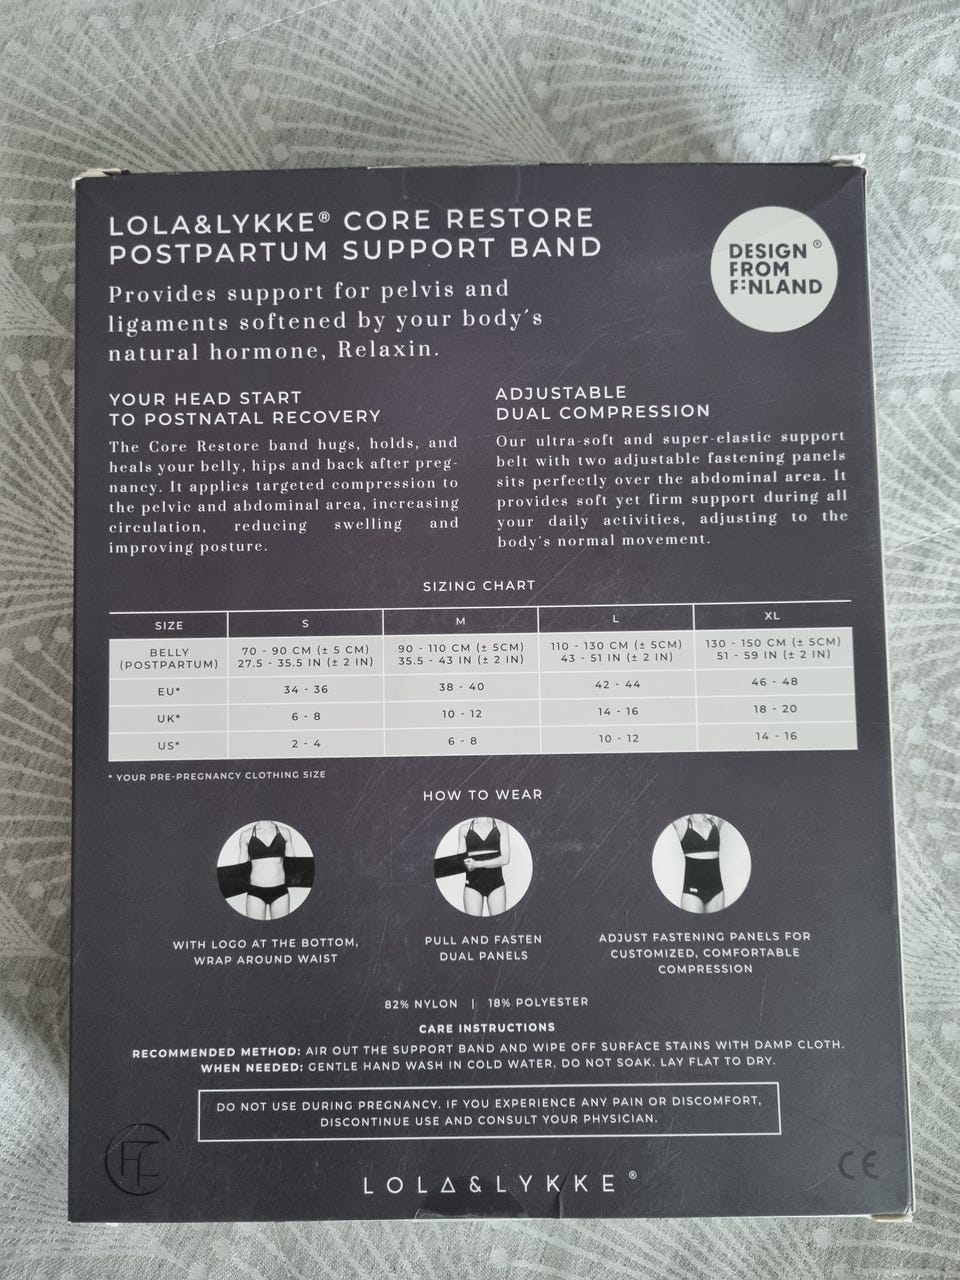 LOLA&LYKKE® CORE RESTORE
POSTPARTUM SUPPORT BAND
DESIGN ®
FROM
FINLAND
Provides support for pelvis and
ligaments softened by your body´s
natural hormone, Relaxin.
YOUR HEAD START
TO POSTNATAL RECOVERY
The Core Restore band hugs, holds, and
heals your belly, hips and back after preg-
nancy. It applies targeted compression to
the pelvic and abdominal area, increasing
circulation, reducing swelling and
improving posture.
ADJUSTABLE
DUAL COMPRESSION
Our ultra-soft and super-elastic support
belt with two adjustable fastening panels
sits perfectly over the abdominal area. It
provides soft yet firm support during all
your daily activities, adjusting to the
body´s normal movement.
SIZING CHART
SIZE S M L XL
BELLY (POSTPARTUM) 70 - 90 CM (± 5 CM) 90 - 110 CM (± 5CM) 110 - 130 CM (± 5CM) 130 - 150 CM (± 5CM)
27.5 - 35.5 IN (± 2 IN) 35.5 - 43 IN (± 2 IN) 43 - 51 IN (± 2 IN) 51 - 59 IN (± 2 IN)
EU* 34 - 36 38 - 40 42 - 44 46 - 48
UK* 6 - 8 10 - 12 14 - 16 18 - 20
US* 2 - 4 6 - 8 10 - 12 14 - 16
* YOUR PRE-PREGNANCY CLOTHING SIZE
HOW TO WEAR
WITH LOGO AT THE BOTTOM,
WRAP AROUND WAIST
PULL AND FASTEN
DUAL PANELS
ADJUST FASTENING PANELS FOR
CUSTOMIZED, COMFORTABLE
COMPRESSION
82% NYLON | 18% POLYESTER
CARE INSTRUCTIONS
RECOMMENDED METHOD: AIR OUT THE SUPPORT BAND AND WIPE OFF SURFACE STAINS WITH DAMP CLOTH.
WHEN NEEDED: GENTLE HAND WASH IN COLD WATER. DO NOT SOAK. LAY FLAT TO DRY.
DO NOT USE DURING PREGNANCY. IF YOU EXPERIENCE ANY PAIN OR DISCOMFORT,
DISCONTINUE USE AND CONSULT YOUR PHYSICIAN.
LOLA&LYKKE®
CE